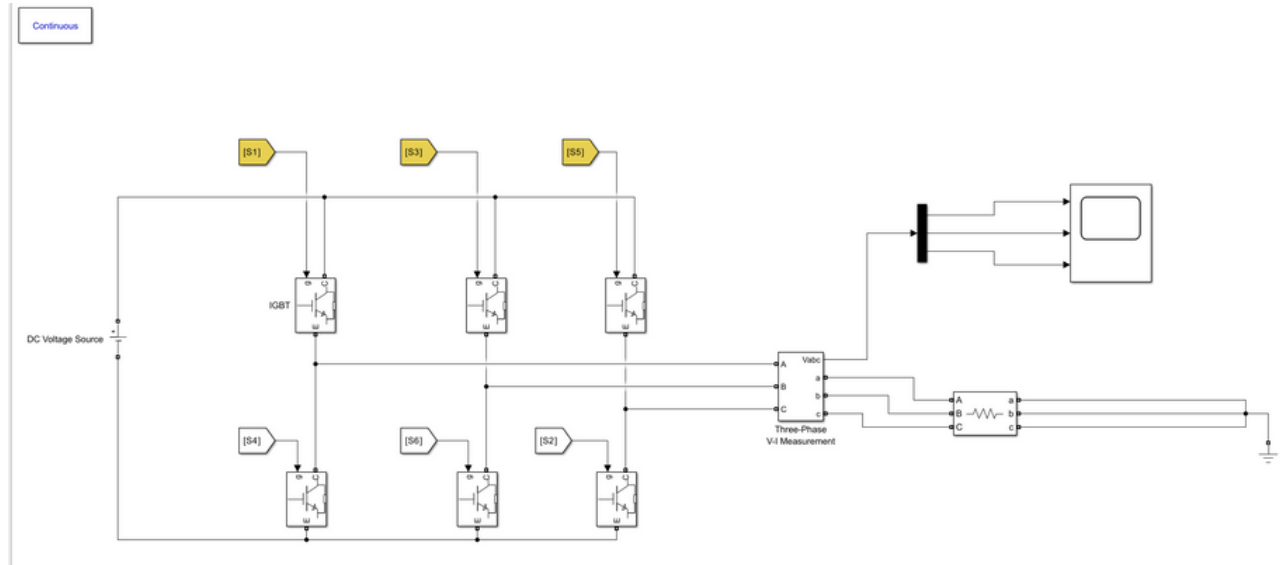 Continuous
[S1]
[S3]
[S5]
g
C
g
C
g
C
IGBT
E
E
E
DC Voltage Source
+
Vabc
A
a
B
b
C
c
A
a
B
b
C
c
Three-Phase
V-I Measurement
[S4]
[S6]
[S2]
g
C
g
C
g
C
E
E
E